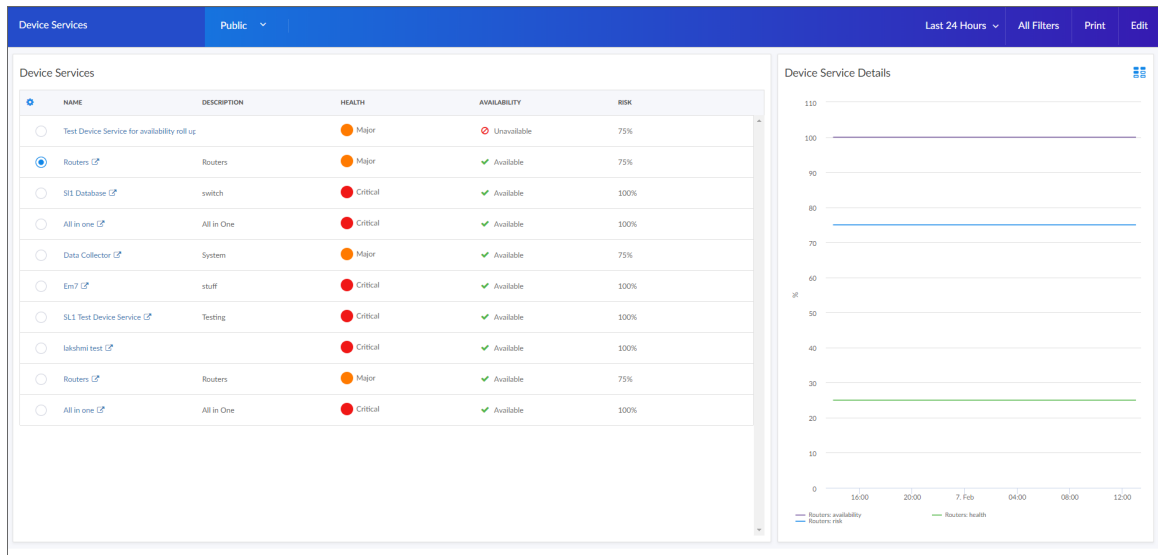 Device Services Public Last 24 Hours All Filters Print Edit
Device Services
NAME DESCRIPTION HEALTH AVAILABILITY RISK
Test Device Service for availability roll up Major Unavailable 75%
Routers Routers Major Available 75%
SI1 Database switch Critical Available 100%
All in one All in One Critical Available 100%
Data Collector System Major Available 75%
Em7 stuff Critical Available 100%
SL1 Test Device Service Testing Critical Available 100%
lakshmi test Critical Available 100%
Routers Routers Major Available 75%
All in one All in One Critical Available 100%
Device Service Details
110
100
90
80
70
60
%
50
40
30
20
10
0
16:00 20:00 7. Feb 04:00 08:00 12:00
Routers: availability Routers: health
Routers: risk